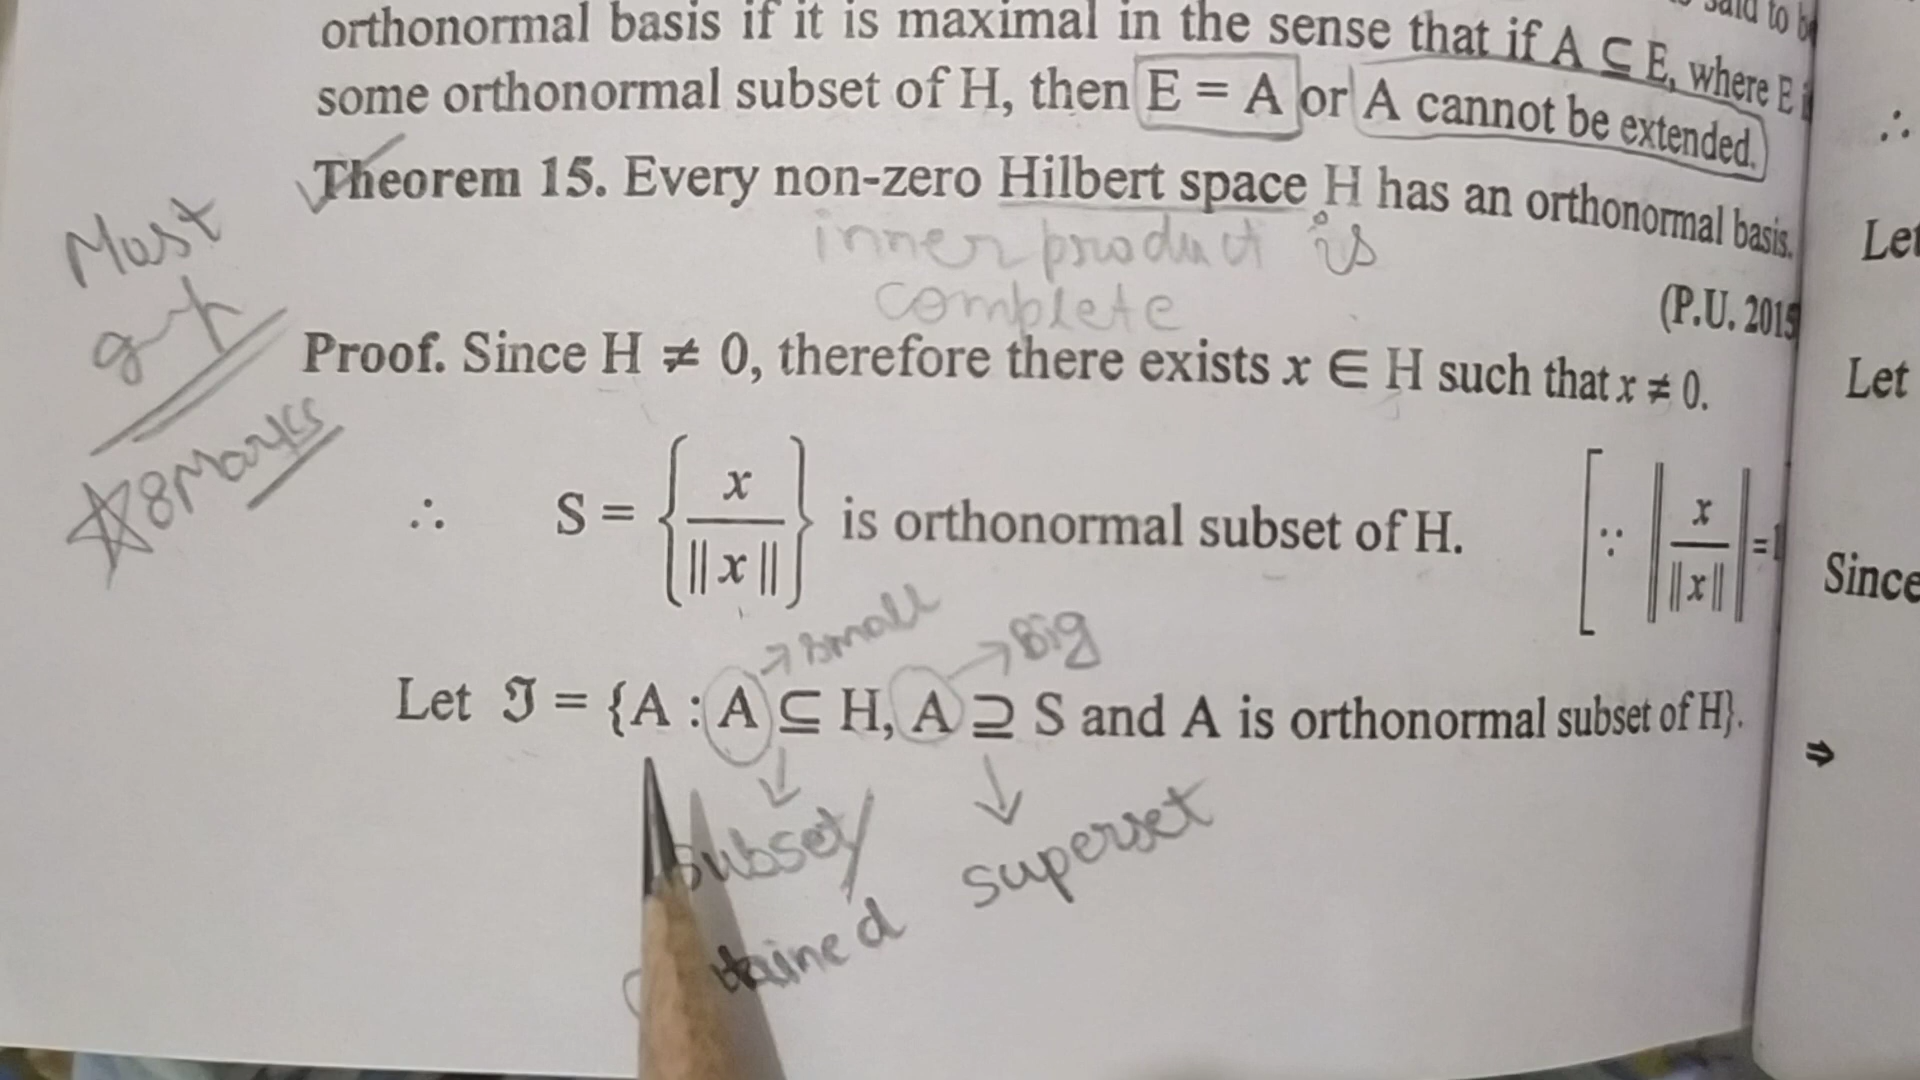 said to be
orthonormal basis if it is maximal in the sense that if A ⊆ E, where E
some orthonormal subset of H, then E = A or A cannot be extended.
Theorem 15. Every non-zero Hilbert space H has an orthonormal basis.
inner product is
complete
(P.U. 2015
Most
Proof. Since H ≠ 0, therefore there exists x ∈ H such that x ≠ 0.
8 Marks
∴ S = { x / ||x|| } is orthonormal subset of H. [ ∵ || x / ||x|| || = 1
→ small → Big
Let ℑ = {A : A ⊆ H, A ⊇ S and A is orthonormal subset of H}.
subset/ superset
∴
Let
Let
Since
⇒